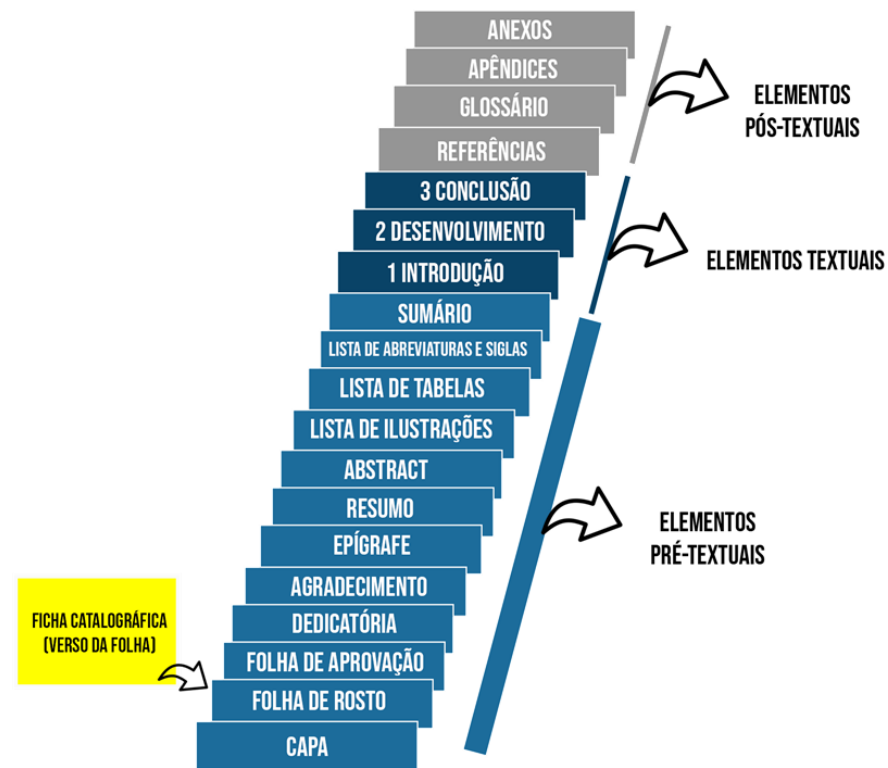 ANEXOS
APÊNDICES
GLOSSÁRIO
REFERÊNCIAS
ELEMENTOS
PÓS-TEXTUAIS
3 CONCLUSÃO
2 DESENVOLVIMENTO
1 INTRODUÇÃO
ELEMENTOS TEXTUAIS
SUMÁRIO
LISTA DE ABREVIATURAS E SIGLAS
LISTA DE TABELAS
LISTA DE ILUSTRAÇÕES
ABSTRACT
RESUMO
EPÍGRAFE
AGRADECIMENTO
DEDICATÓRIA
FOLHA DE APROVAÇÃO
FOLHA DE ROSTO
CAPA
ELEMENTOS
PRÉ-TEXTUAIS
FICHA CATALOGRÁFICA
(VERSO DA FOLHA)